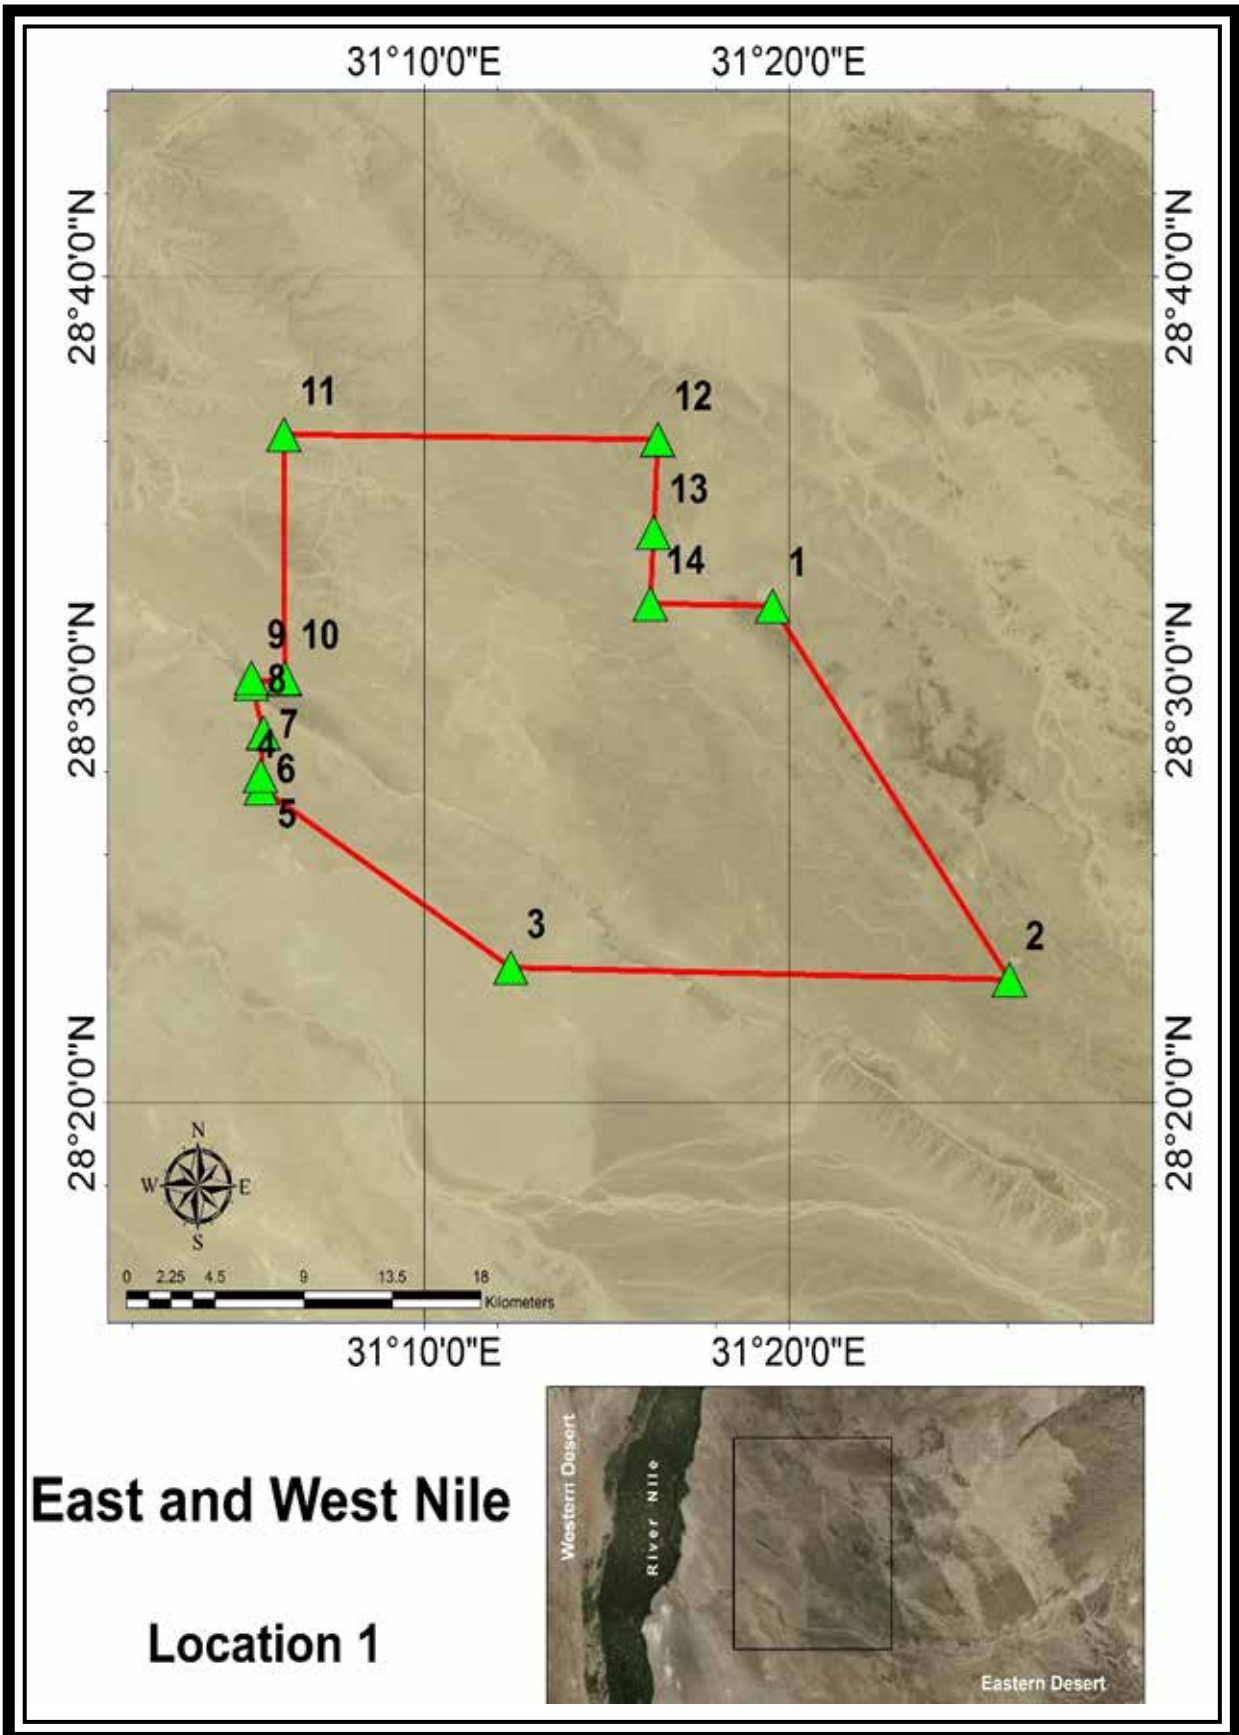 31°10'0"E
31°20'0"E
28°40'0"N
28°40'0"N
11
12
13
14
1
9
10
8
28°30'0"N
28°30'0"N
7
4
6
5
3
2
28°20'0"N
28°20'0"N
N
W
E
S
0 2.25 4.5 9 13.5 18
Kilometers
31°10'0"E
31°20'0"E
East and West Nile
Location 1
Western Desert
River Nile
Eastern Desert